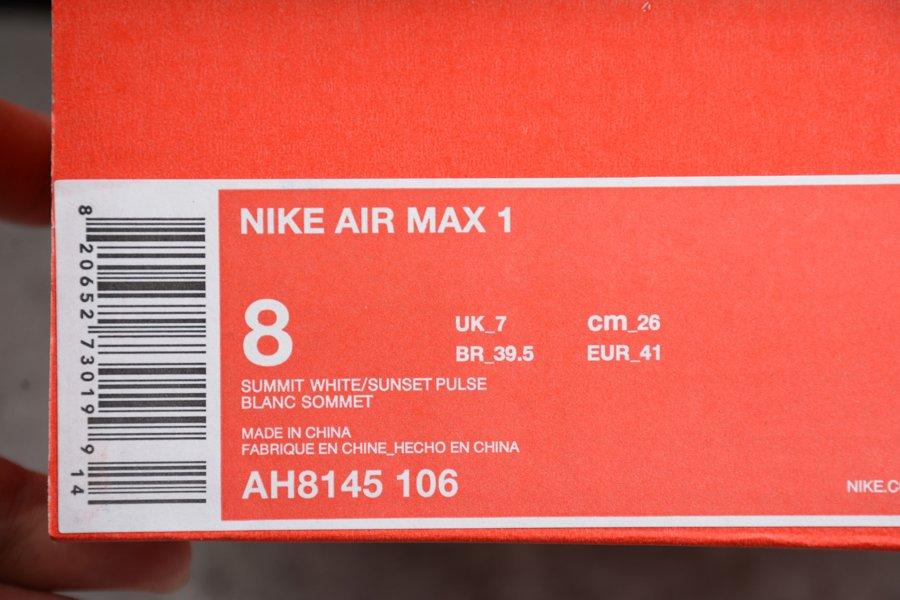 NIKE AIR MAX 1
8
UK_7 cm_26
BR_39.5 EUR_41
SUMMIT WHITE/SUNSET PULSE
BLANC SOMMET
MADE IN CHINA
FABRIQUE EN CHINE_HECHO EN CHINA
AH8145 106
NIKE.C
8 20652 73019 9
14